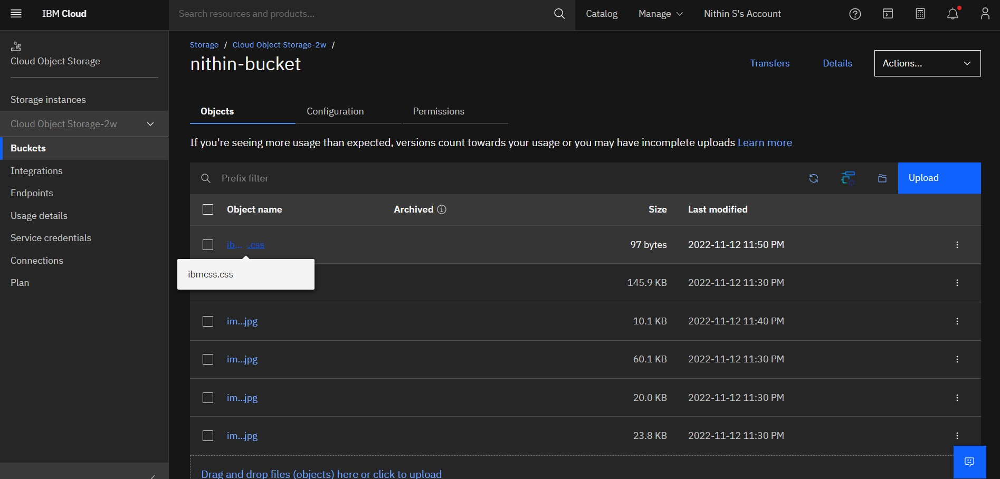 IBM Cloud
Search resources and products...
Catalog
Manage
Nithin S's Account
Cloud Object Storage
Storage instances
Cloud Object Storage-2w
Buckets
Integrations
Endpoints
Usage details
Service credentials
Connections
Plan
Storage / Cloud Object Storage-2w /
nithin-bucket
Transfers
Details
Actions...
Objects
Configuration
Permissions
If you're seeing more usage than expected, versions count towards your usage or you may have incomplete uploads Learn more
Prefix filter
Upload
Object name Archived Size Last modified
ib... .css 97 bytes 2022-11-12 11:50 PM
ibmcss.css
145.9 KB 2022-11-12 11:30 PM
im...jpg 10.1 KB 2022-11-12 11:40 PM
im...jpg 60.1 KB 2022-11-12 11:30 PM
im...jpg 20.0 KB 2022-11-12 11:30 PM
im...jpg 23.8 KB 2022-11-12 11:30 PM
Drag and drop files (objects) here or click to upload